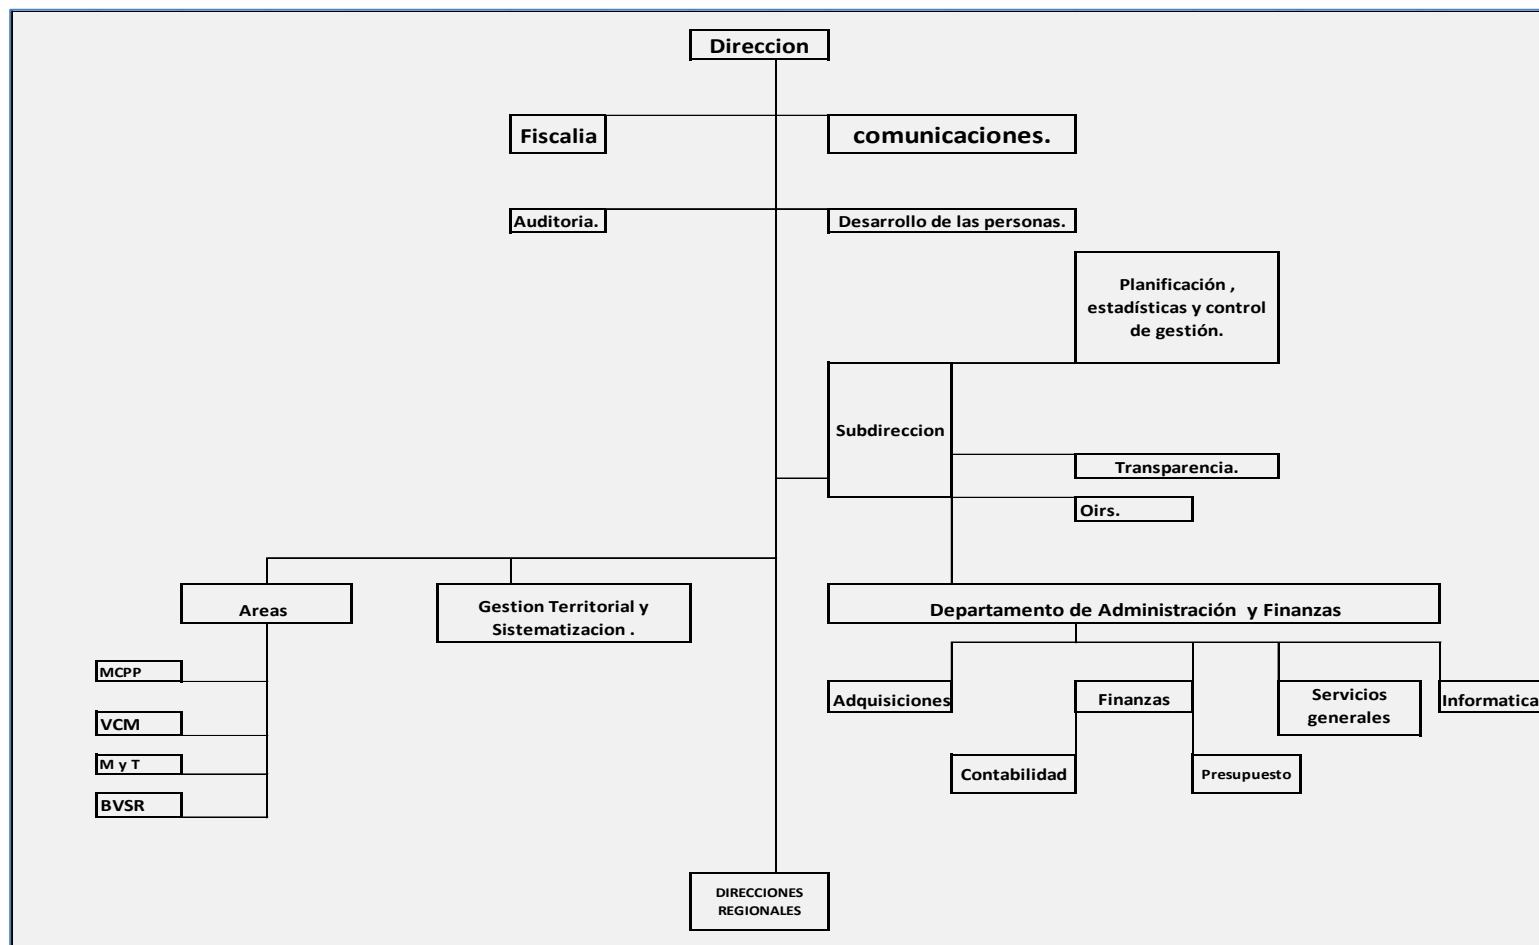 Direccion
Fiscalia
comunicaciones.
Auditoria.
Desarrollo de las personas.
Planificación ,
estadísticas y control
de gestión.
Subdireccion
Transparencia.
Oirs.
Areas
Gestion Territorial y
Sistematizacion .
Departamento de Administración  y Finanzas
MCPP
VCM
M y T
BVSR
Adquisiciones
Finanzas
Servicios
generales
Informatica
Contabilidad
Presupuesto
DIRECCIONES
REGIONALES